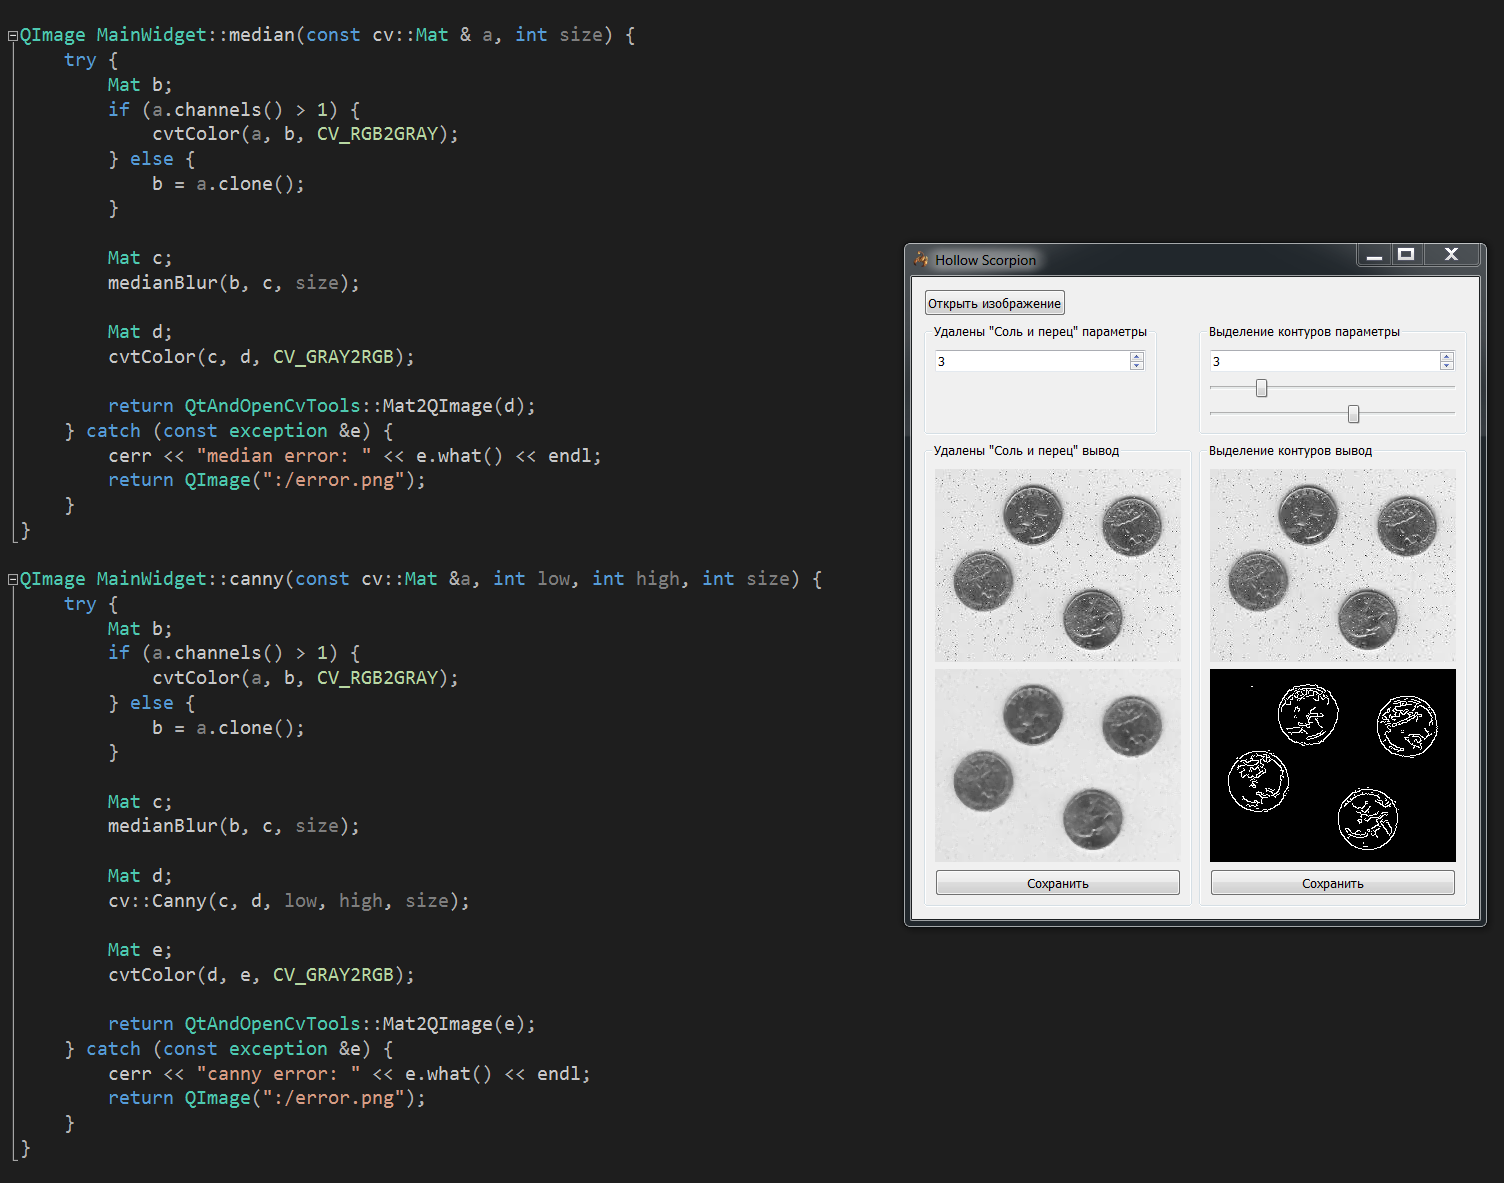 QImage MainWidget::median(const cv::Mat & a, int size) {
try {
Mat b;
if (a.channels() > 1) {
cvtColor(a, b, CV_RGB2GRAY);
} else {
b = a.clone();
}
Mat c;
medianBlur(b, c, size);
Mat d;
cvtColor(c, d, CV_GRAY2RGB);
return QtAndOpenCvTools::Mat2QImage(d);
} catch (const exception &e) {
cerr << "median error: " << e.what() << endl;
return QImage(":/error.png");
}
}
QImage MainWidget::canny(const cv::Mat &a, int low, int high, int size) {
try {
Mat b;
if (a.channels() > 1) {
cvtColor(a, b, CV_RGB2GRAY);
} else {
b = a.clone();
}
Mat c;
medianBlur(b, c, size);
Mat d;
cv::Canny(c, d, low, high, size);
Mat e;
cvtColor(d, e, CV_GRAY2RGB);
return QtAndOpenCvTools::Mat2QImage(e);
} catch (const exception &e) {
cerr << "canny error: " << e.what() << endl;
return QImage(":/error.png");
}
}
Hollow Scorpion
Открыть изображение
Удалены "Соль и перец" параметры
3
Выделение контуров параметры
3
Удалены "Соль и перец" вывод
Выделение контуров вывод
Сохранить
Сохранить